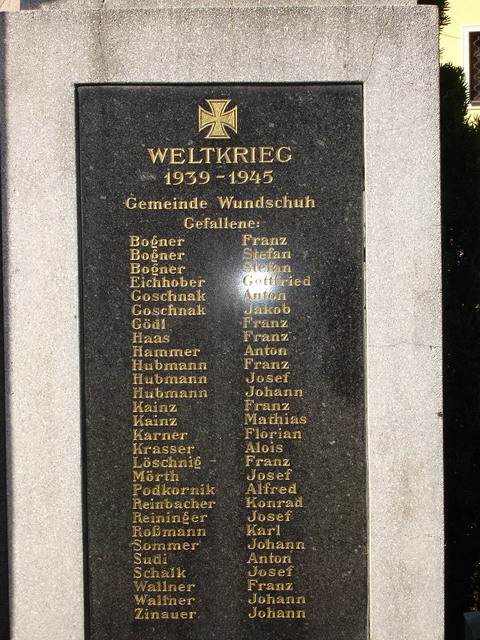 WELTKRIEG
1939-1945
Gemeinde Wundschuh
Gefallene:
Bogner Franz
Bogner Stefan
Bogner Stefan
Eichhober Gottfried
Goschnak Anton
Goschnak Jakob
Gödl Franz
Haas Franz
Hammer Anton
Hubmann Franz
Hubmann Josef
Hubmann Johann
Kainz Franz
Kainz Mathias
Karner Florian
Krasser Alois
Löschnig Franz
Mörth Josef
Podkornik Alfred
Reinbacher Konrad
Reininger Josef
Roßmann Karl
Sommer Johann
Sudi Anton
Schalk Josef
Wallner Franz
Wallner Johann
Zinauer Johann